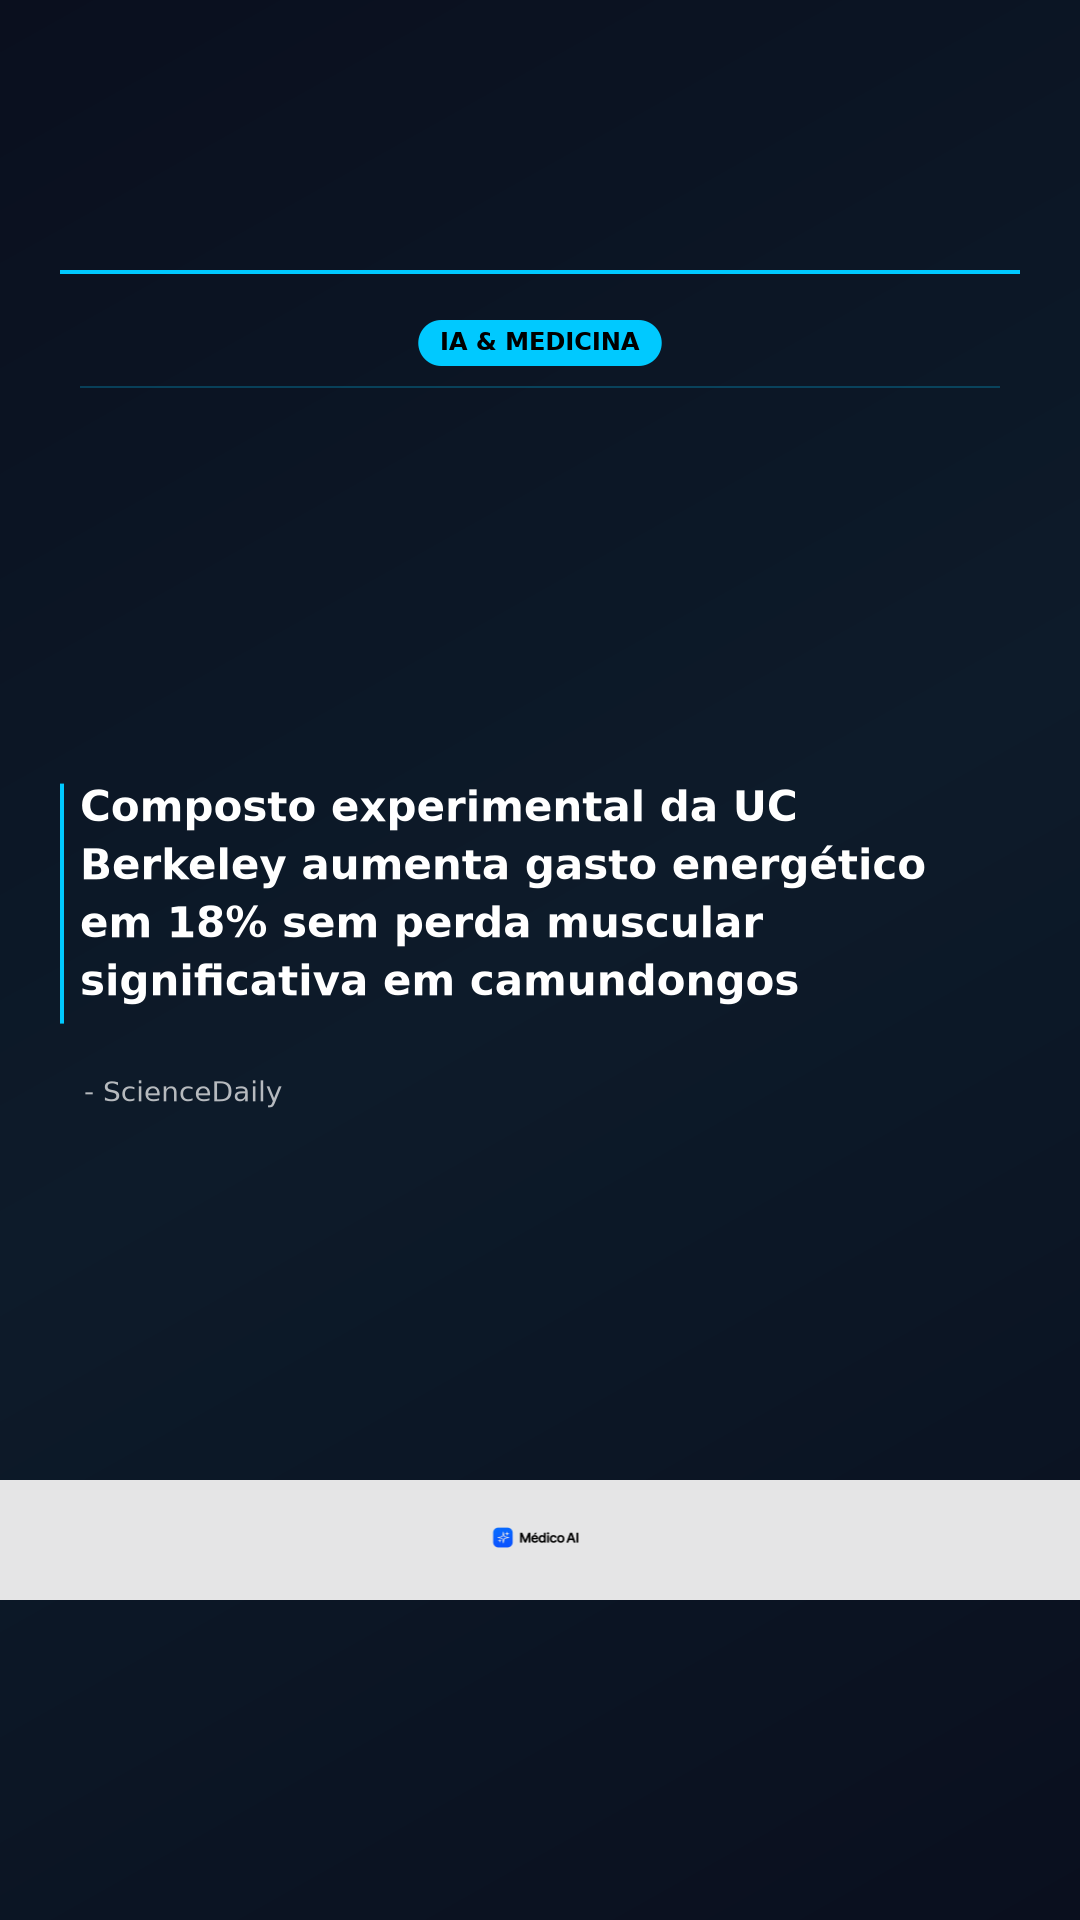 IA & MEDICINA
Composto experimental da UC
Berkeley aumenta gasto energético
em 18% sem perda muscular
significativa em camundongos
- ScienceDaily
Médico AI